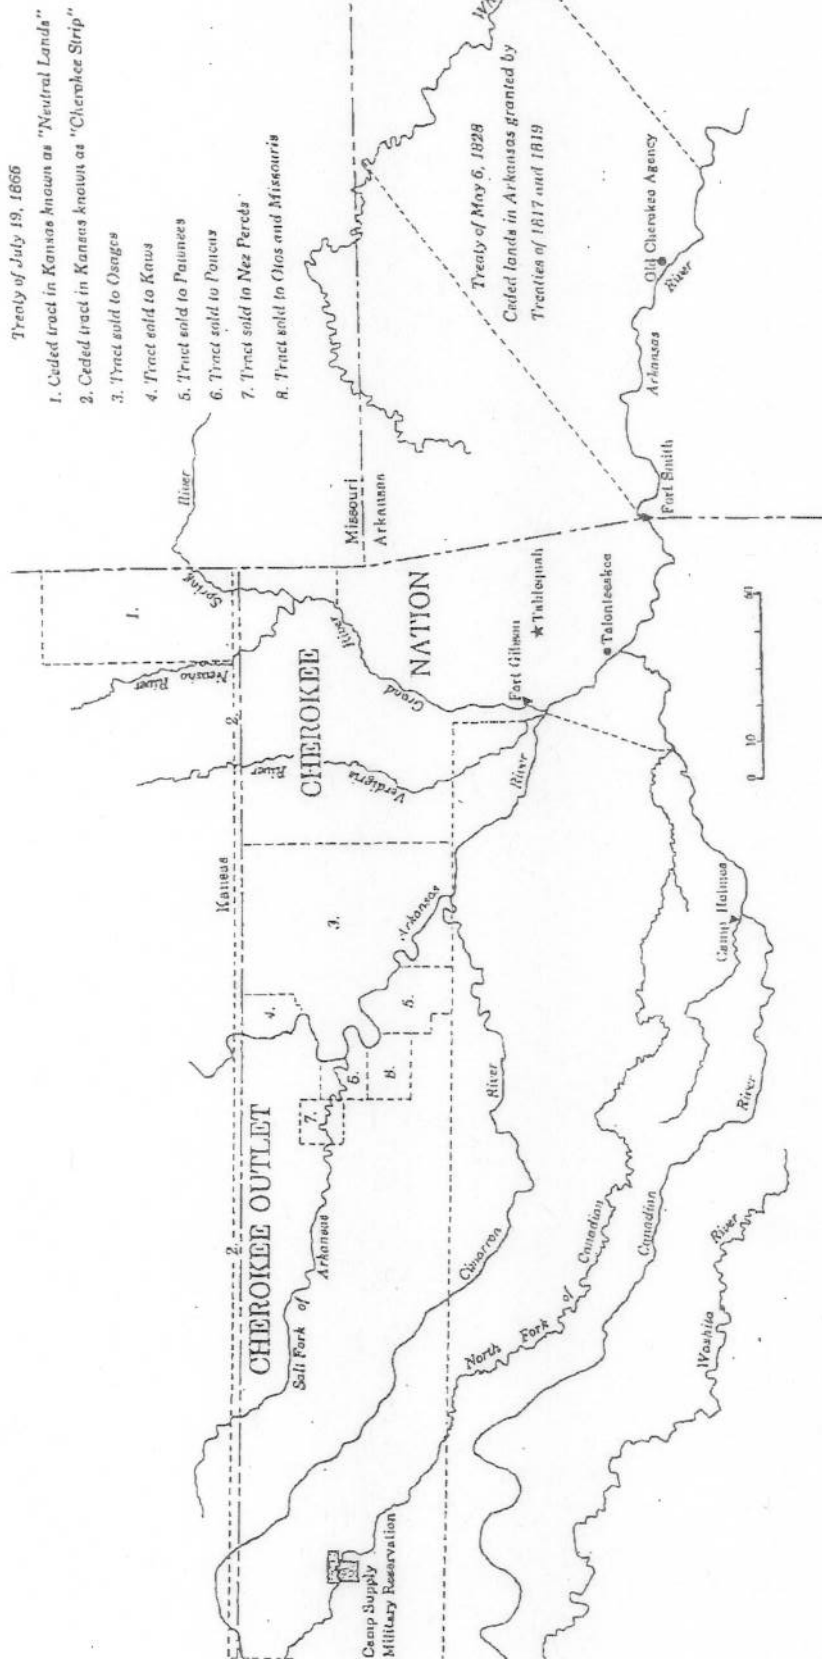 Treaty of July 19, 1866
1. Ceded tract in Kansas known as "Neutral Lands"
2. Ceded tract in Kansas known as "Cherokee Strip"
3. Tract sold to Osages
4. Tract sold to Kaws
5. Tract sold to Pawnees
6. Tract sold to Poncas
7. Tract sold to Nez Percés
8. Tract sold to Otos and Missouris
Treaty of May 6, 1828
Ceded lands in Arkansas granted by
Treaties of 1817 and 1819
Old Cherokee Agency
Arkansas River
Fort Smith
Missouri
Arkansas
Spring River
1.
Neosho River
Grand River
CHEROKEE
NATION
Fort Gibson
Tahlequah
Talonteeskee
2.
Verdigris River
Kansas
3.
Arkansas River
0 10 60
Camp Holmes
4.
5.
6.
8.
7.
CHEROKEE OUTLET
2.
Salt Fork of Arkansas
Cimarron River
North Fork of Canadian
Canadian River
Washita River
Camp Supply
Military Reservation